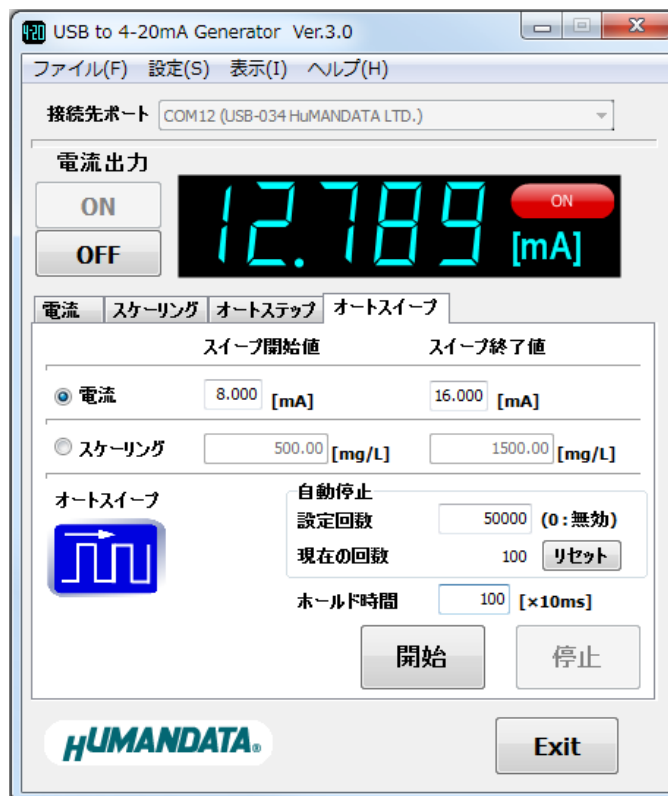 4-20 USB to 4-20mA Generator Ver.3.0
ファイル(F) 設定(S) 表示(I) ヘルプ(H)
接続先ポート COM12 (USB-034 HuMANDATA LTD.)
電流出力
ON
OFF
12.789
ON
[mA]
電流 スケーリング オートステップ オートスイープ
スイープ開始値 スイープ終了値
電流 8.000 [mA] 16.000 [mA]
スケーリング 500.00 [mg/L] 1500.00 [mg/L]
オートスイープ
自動停止
設定回数 50000 (0:無効)
現在の回数 100 リセット
ホールド時間 100 [×10ms]
開始 停止
HUMANDATA®
Exit